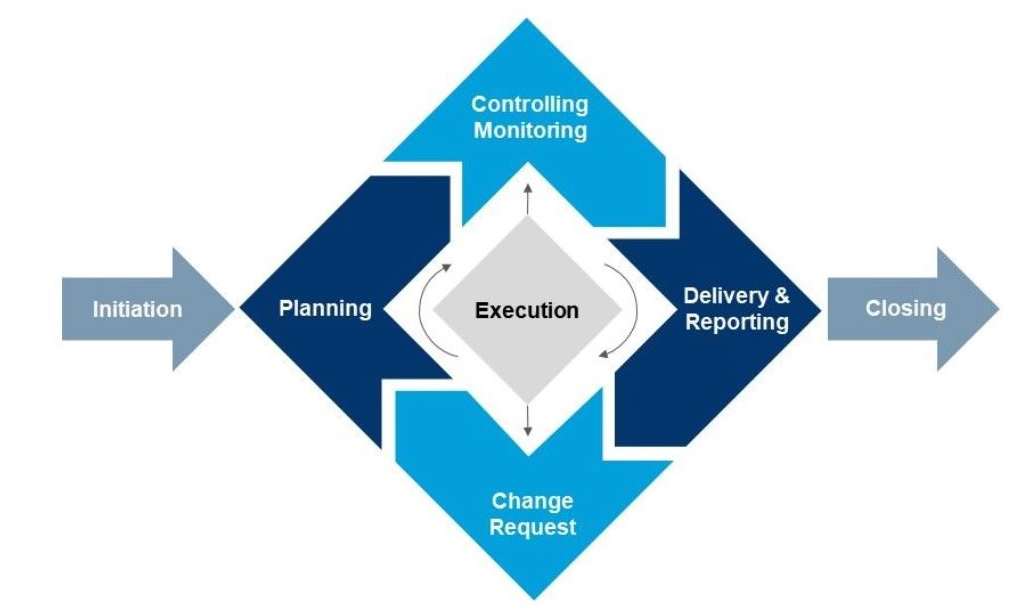 Controlling
Monitoring
Initiation
Planning
Execution
Delivery &
Reporting
Closing
Change
Request